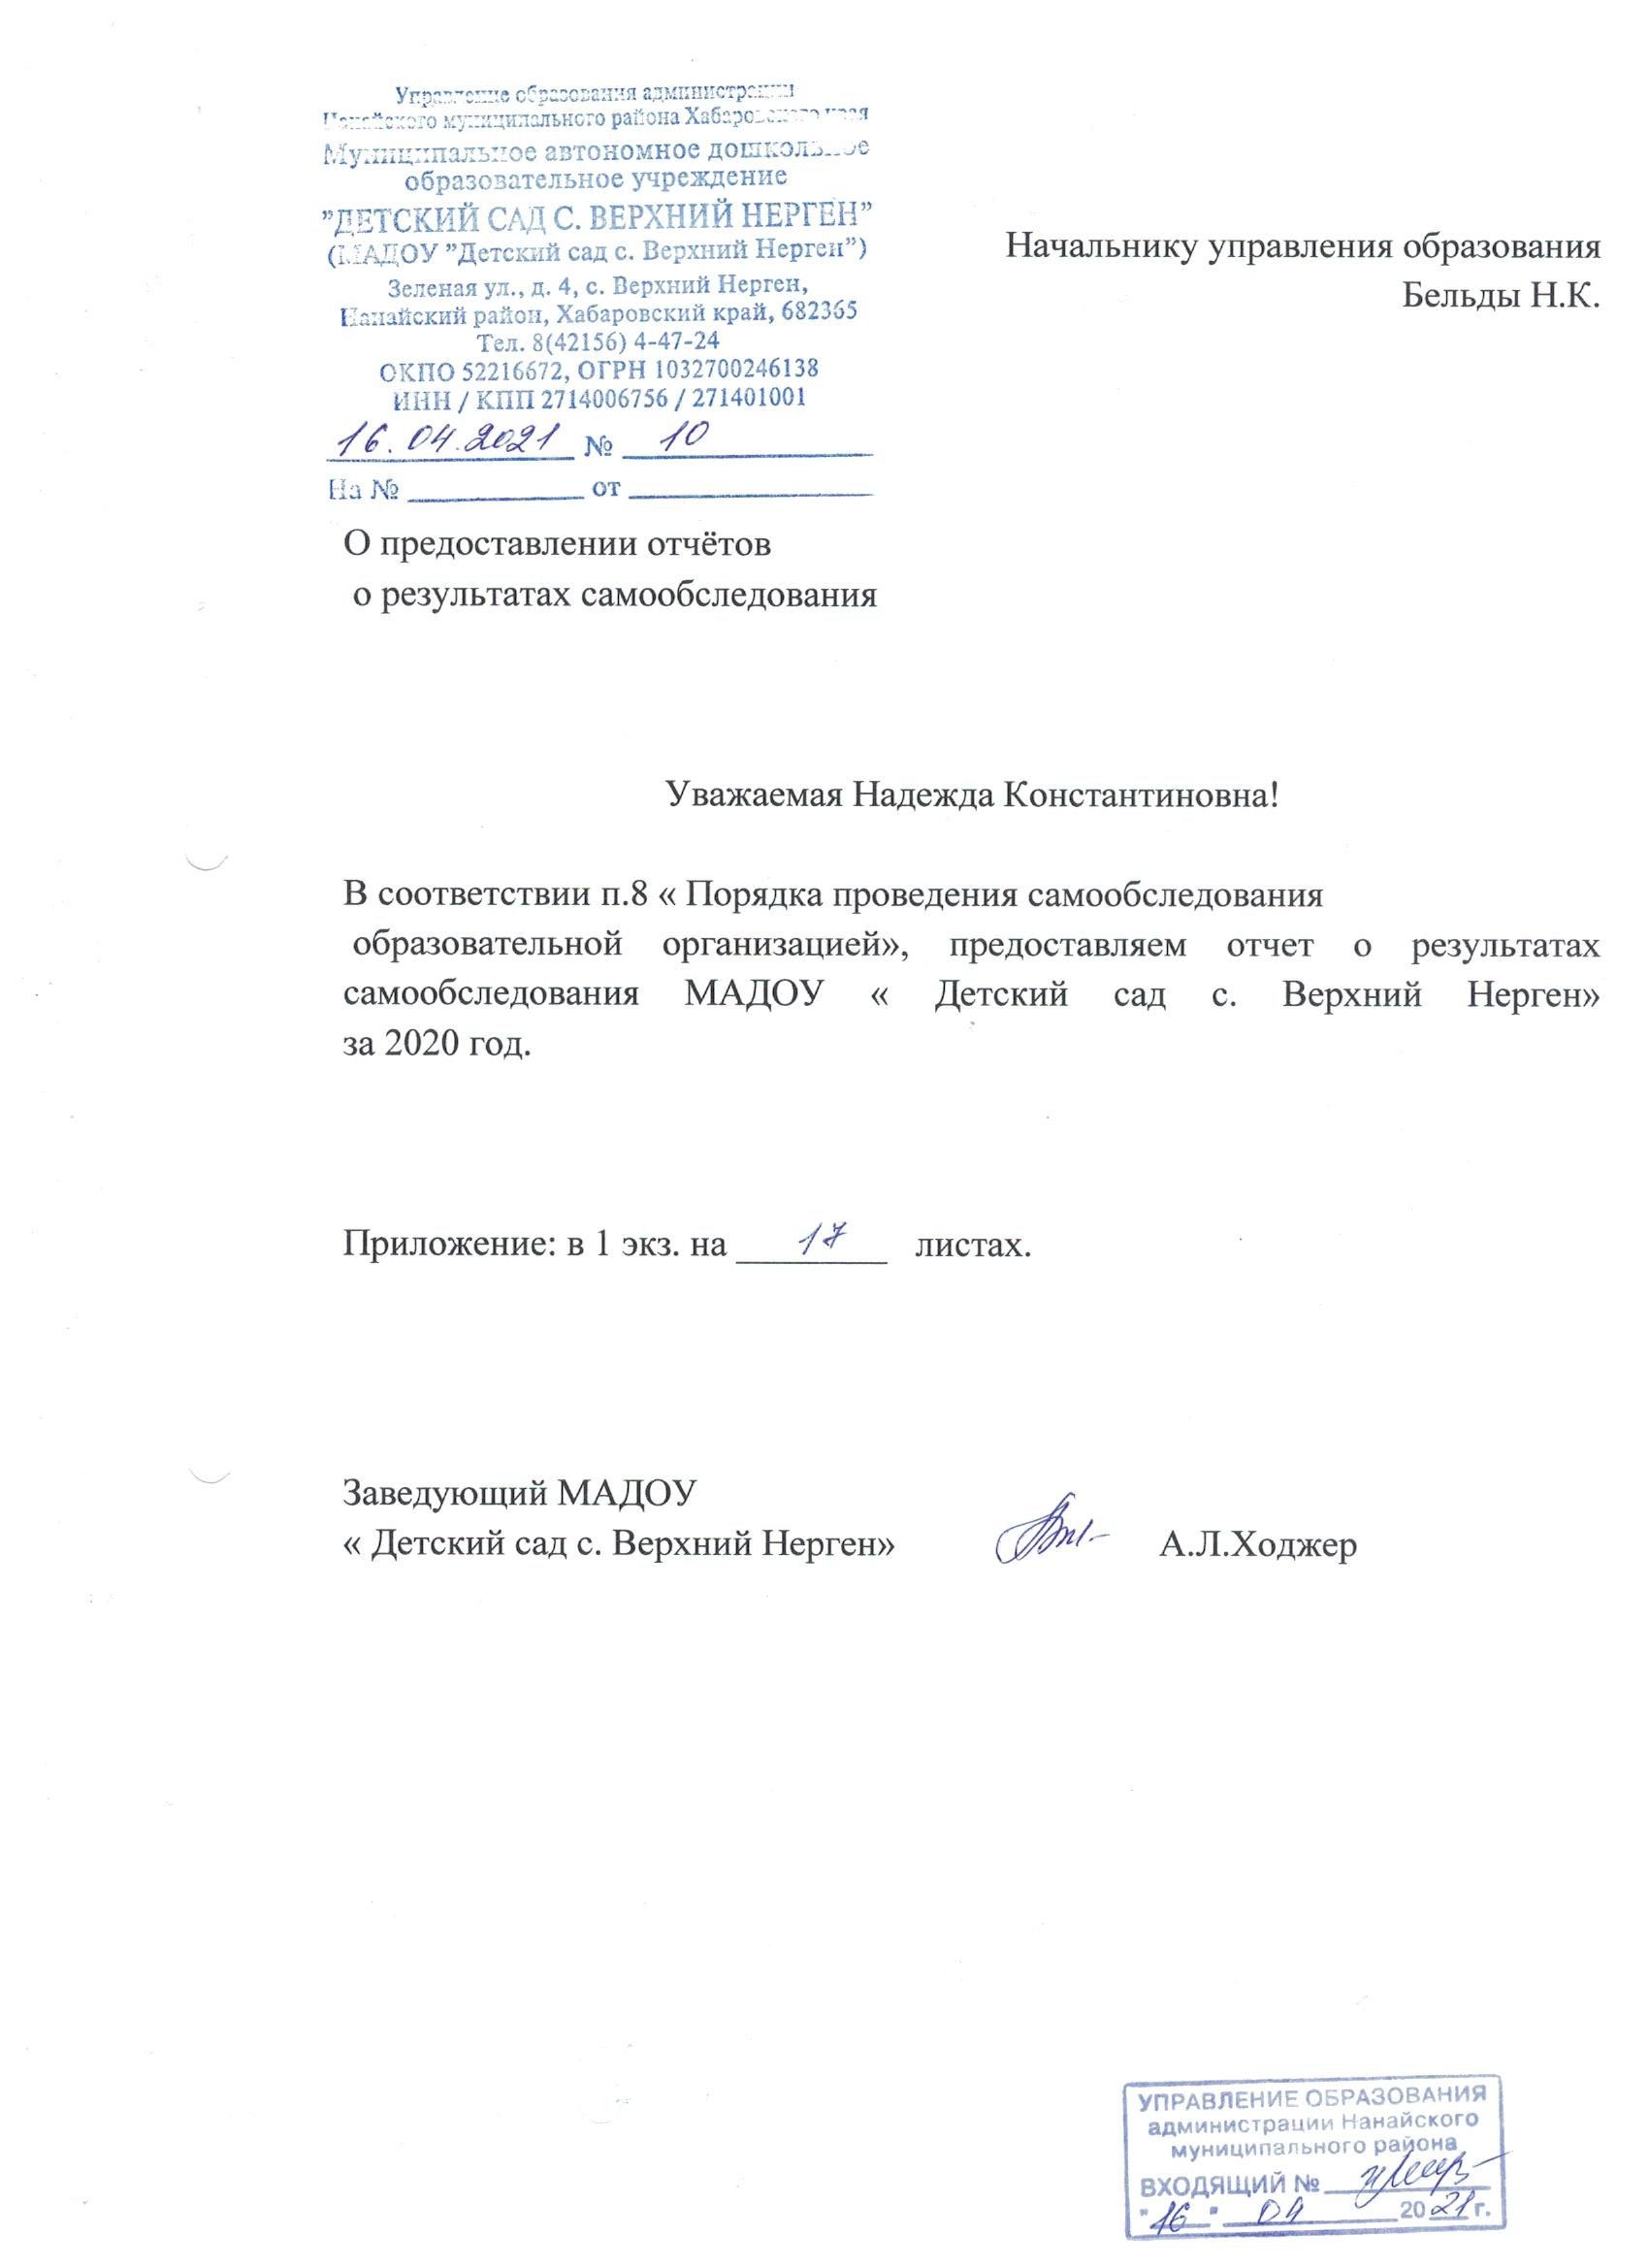 Управление образования администрации
Нанайского муниципального района Хабаровского края
Муниципальное автономное дошкольное
образовательное учреждение
"ДЕТСКИЙ САД С. ВЕРХНИЙ НЕРГЕН"
(МАДОУ "Детский сад с. Верхний Нерген")
Зеленая ул., д. 4, с. Верхний Нерген,
Нанайский район, Хабаровский край, 682365
Тел. 8(42156) 4-47-24
ОКПО 52216672, ОГРН 1032700246138
ИНН / КПП 2714006756 / 271401001
16.04.2021 № 10
На № ____________ от ________________
Начальнику управления образования
Бельды Н.К.
О предоставлении отчётов
о результатах самообследования
Уважаемая Надежда Константиновна!
В соответствии п.8 « Порядка проведения самообследования
образовательной организацией», предоставляем отчет о результатах
самообследования МАДОУ « Детский сад с. Верхний Нерген»
за 2020 год.
Приложение: в 1 экз. на 17 листах.
Заведующий МАДОУ
« Детский сад с. Верхний Нерген» А.Л.Ходжер
УПРАВЛЕНИЕ ОБРАЗОВАНИЯ
администрации Нанайского
муниципального района
ВХОДЯЩИЙ №
"16" 04 2021 г.